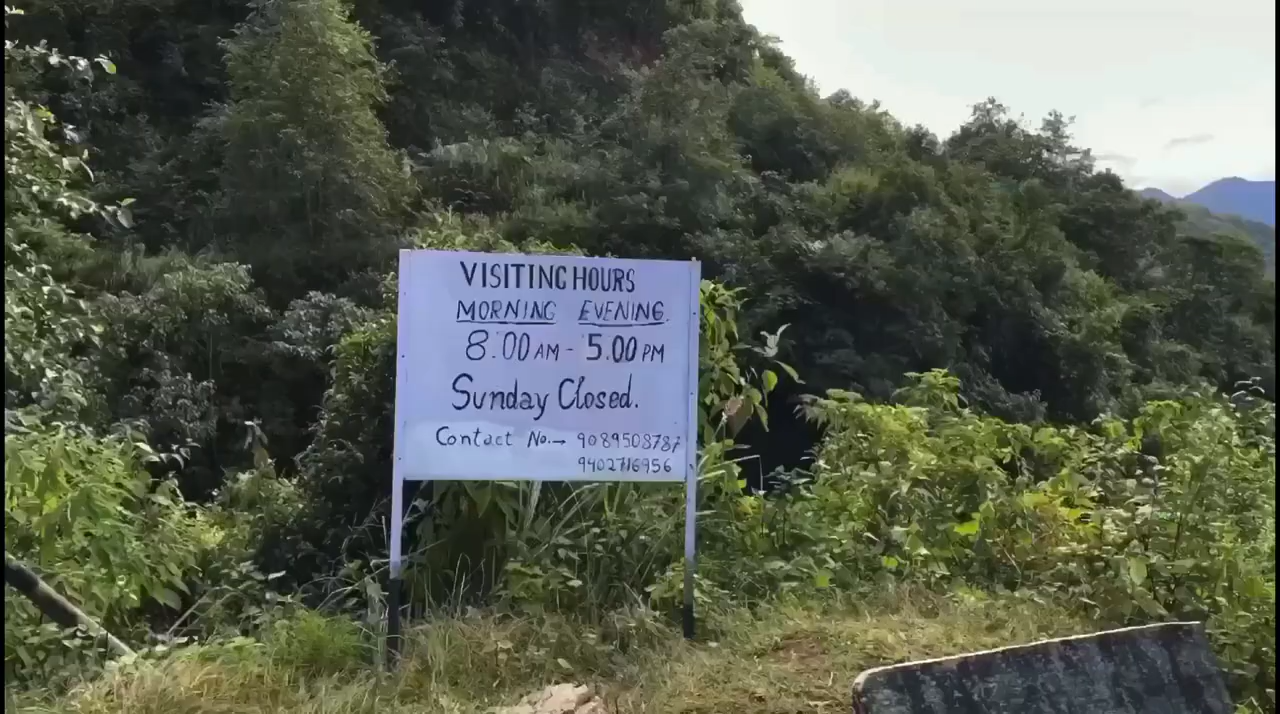 VISITING HOURS
MORNING EVENING.
8:00 AM - 5.00 PM
Sunday Closed.
Contact No.→ 9089508787
9402716956